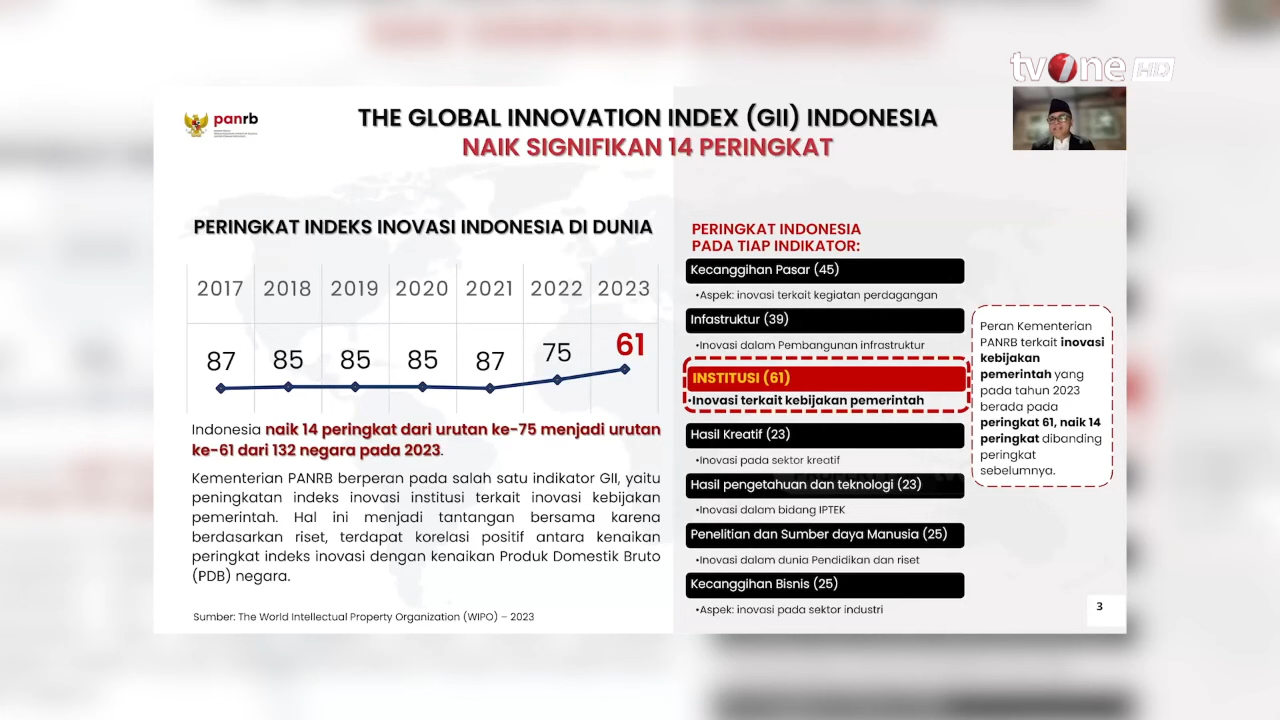 tvOne HD
panrb
THE GLOBAL INNOVATION INDEX (GII) INDONESIA
NAIK SIGNIFIKAN 14 PERINGKAT
PERINGKAT INDEKS INOVASI INDONESIA DI DUNIA
2017 2018 2019 2020 2021 2022 2023
87 85 85 85 87 75 61
Indonesia naik 14 peringkat dari urutan ke-75 menjadi urutan
ke-61 dari 132 negara pada 2023.
Kementerian PANRB berperan pada salah satu indikator GII, yaitu
peningkatan indeks inovasi institusi terkait inovasi kebijakan
pemerintah. Hal ini menjadi tantangan bersama karena
berdasarkan riset, terdapat korelasi positif antara kenaikan
peringkat indeks inovasi dengan kenaikan Produk Domestik Bruto
(PDB) negara.
Sumber: The World Intellectual Property Organization (WIPO) – 2023
PERINGKAT INDONESIA
PADA TIAP INDIKATOR:
Kecanggihan Pasar (45)
•Aspek: inovasi terkait kegiatan perdagangan
Infastruktur (39)
•Inovasi dalam Pembangunan infrastruktur
INSTITUSI (61)
•Inovasi terkait kebijakan pemerintah
Hasil Kreatif (23)
•Inovasi pada sektor kreatif
Hasil pengetahuan dan teknologi (23)
•Inovasi dalam bidang IPTEK
Penelitian dan Sumber daya Manusia (25)
•Inovasi dalam dunia Pendidikan dan riset
Kecanggihan Bisnis (25)
•Aspek: inovasi pada sektor industri
Peran Kementerian
PANRB terkait inovasi
kebijakan
pemerintah yang
pada tahun 2023
berada pada
peringkat 61, naik 14
peringkat dibanding
peringkat
sebelumnya.
3